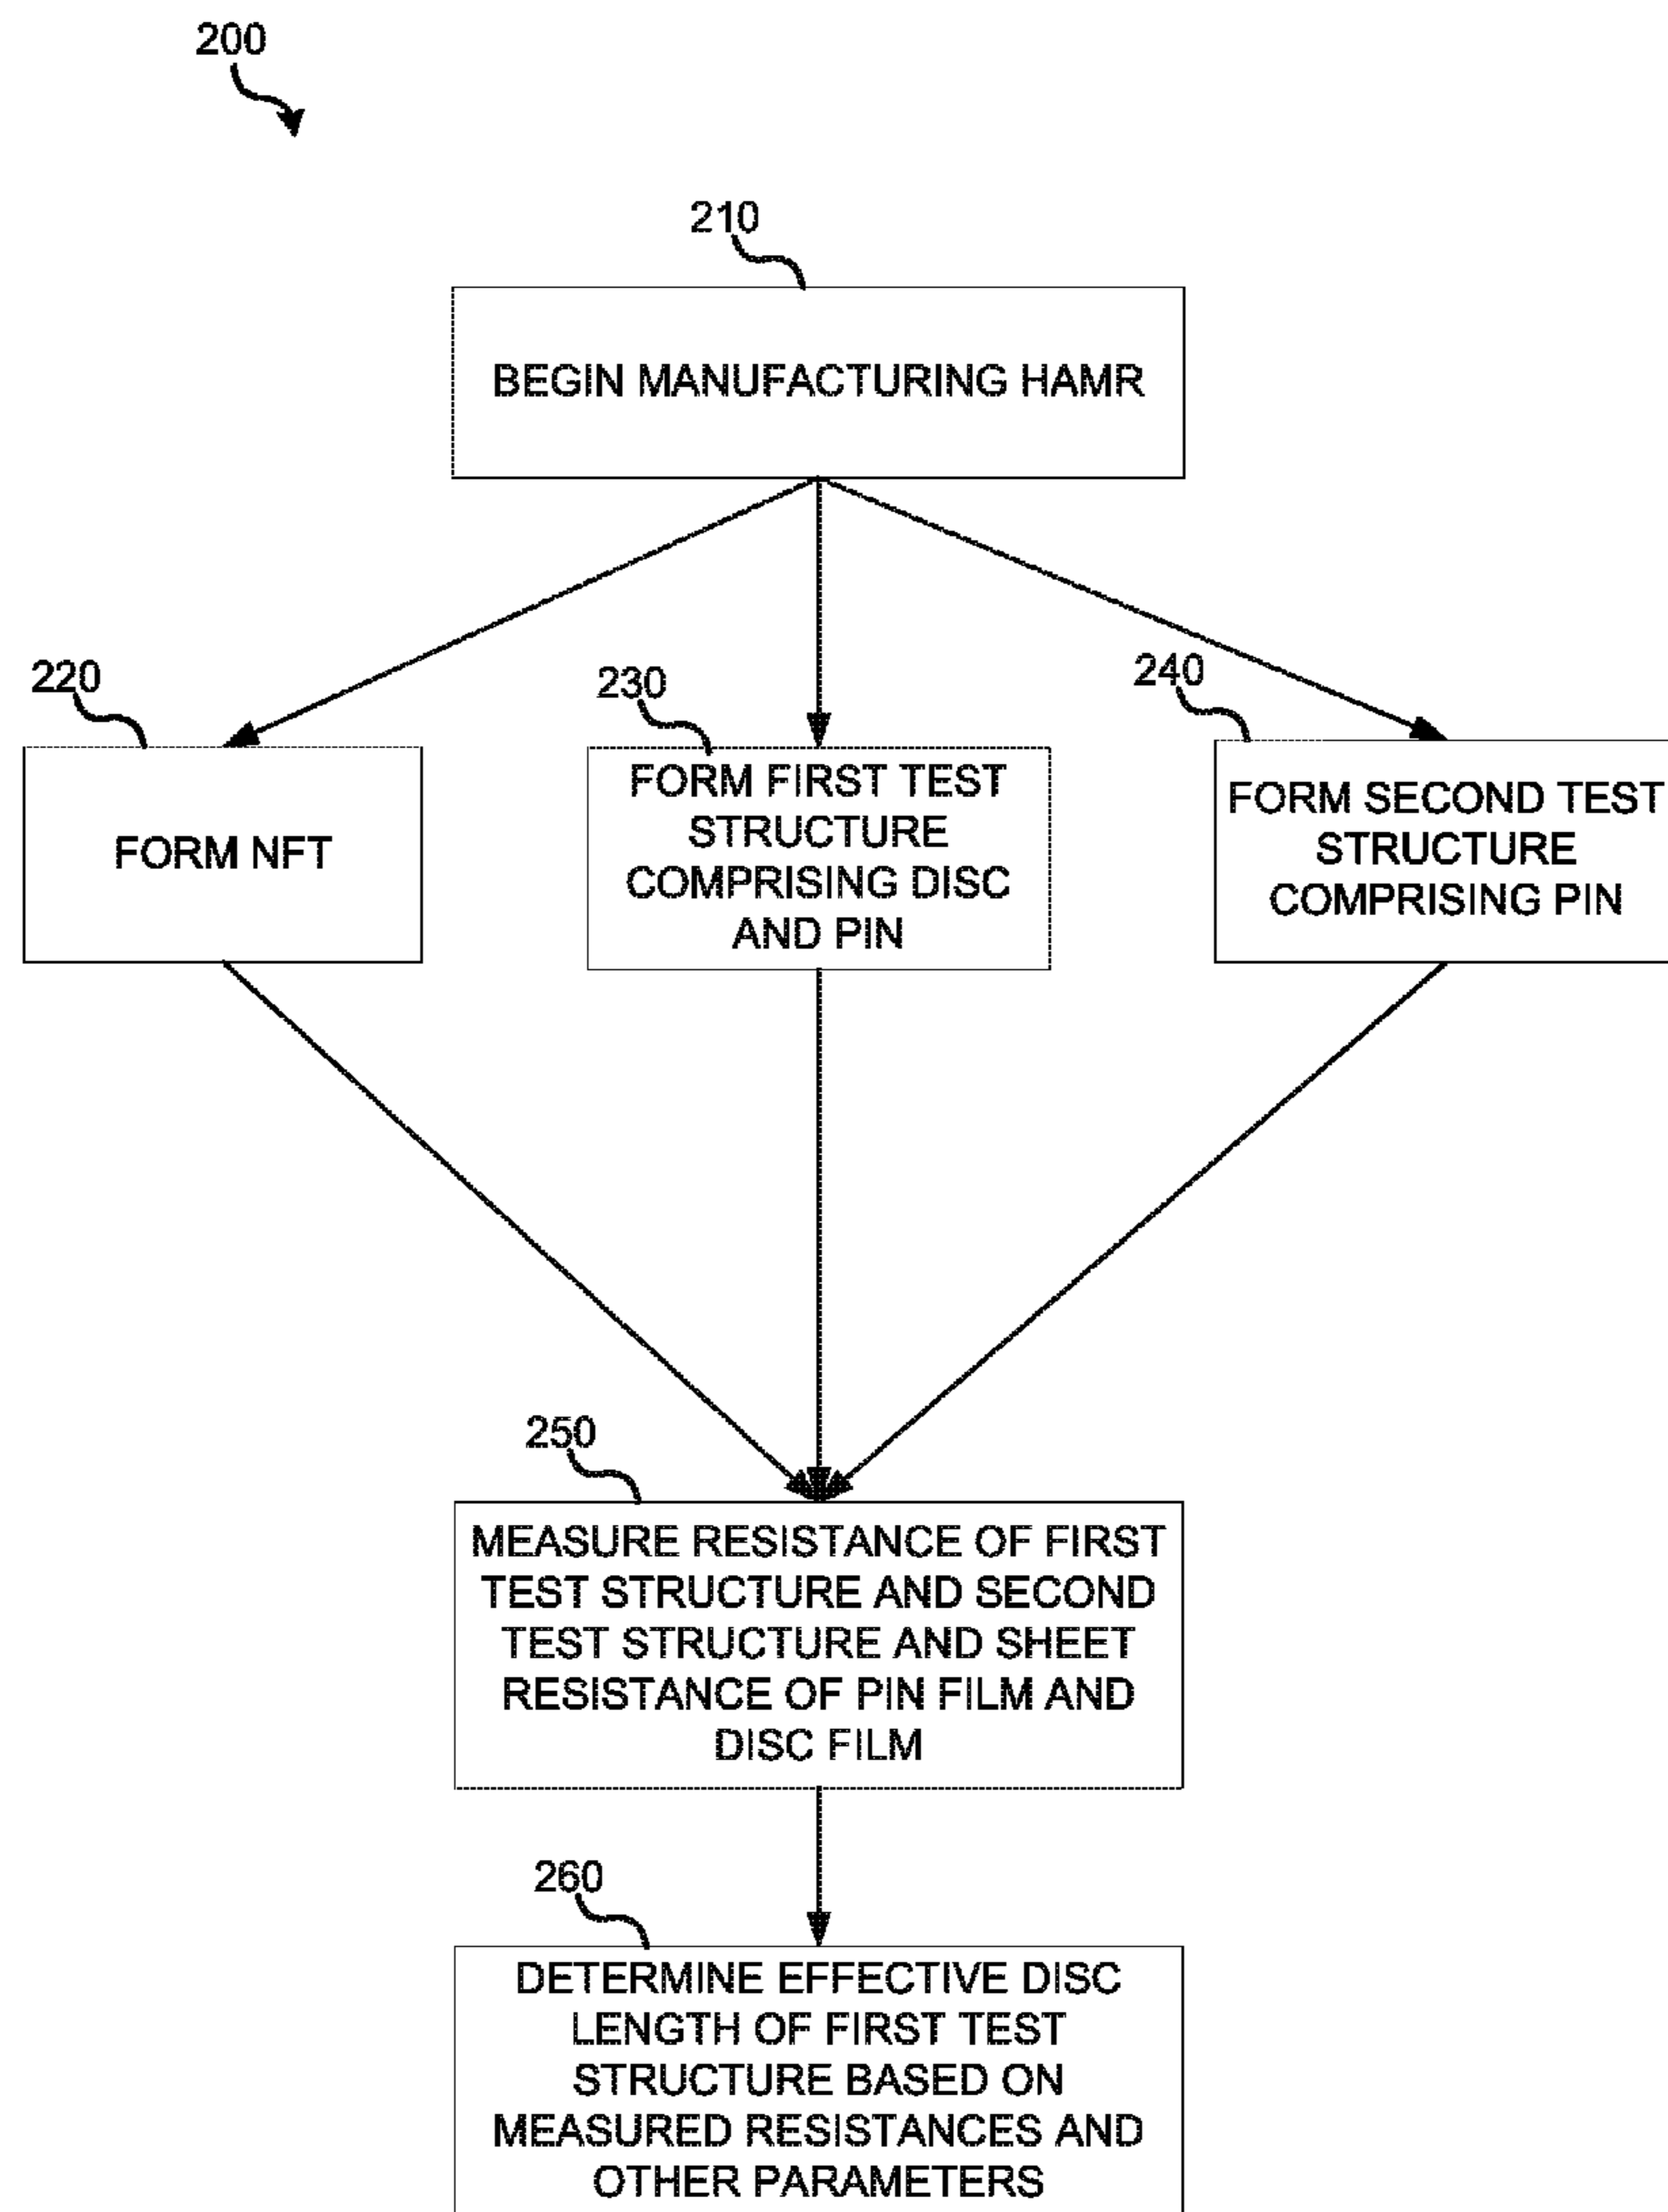 200
210
BEGIN MANUFACTURING HAMR
220
FORM NFT
230
FORM FIRST TEST
STRUCTURE
COMPRISING DISC
AND PIN
240
FORM SECOND TEST
STRUCTURE
COMPRISING PIN
250
MEASURE RESISTANCE OF FIRST
TEST STRUCTURE AND SECOND
TEST STRUCTURE AND SHEET
RESISTANCE OF PIN FILM AND
DISC FILM
260
DETERMINE EFFECTIVE DISC
LENGTH OF FIRST TEST
STRUCTURE BASED ON
MEASURED RESISTANCES AND
OTHER PARAMETERS